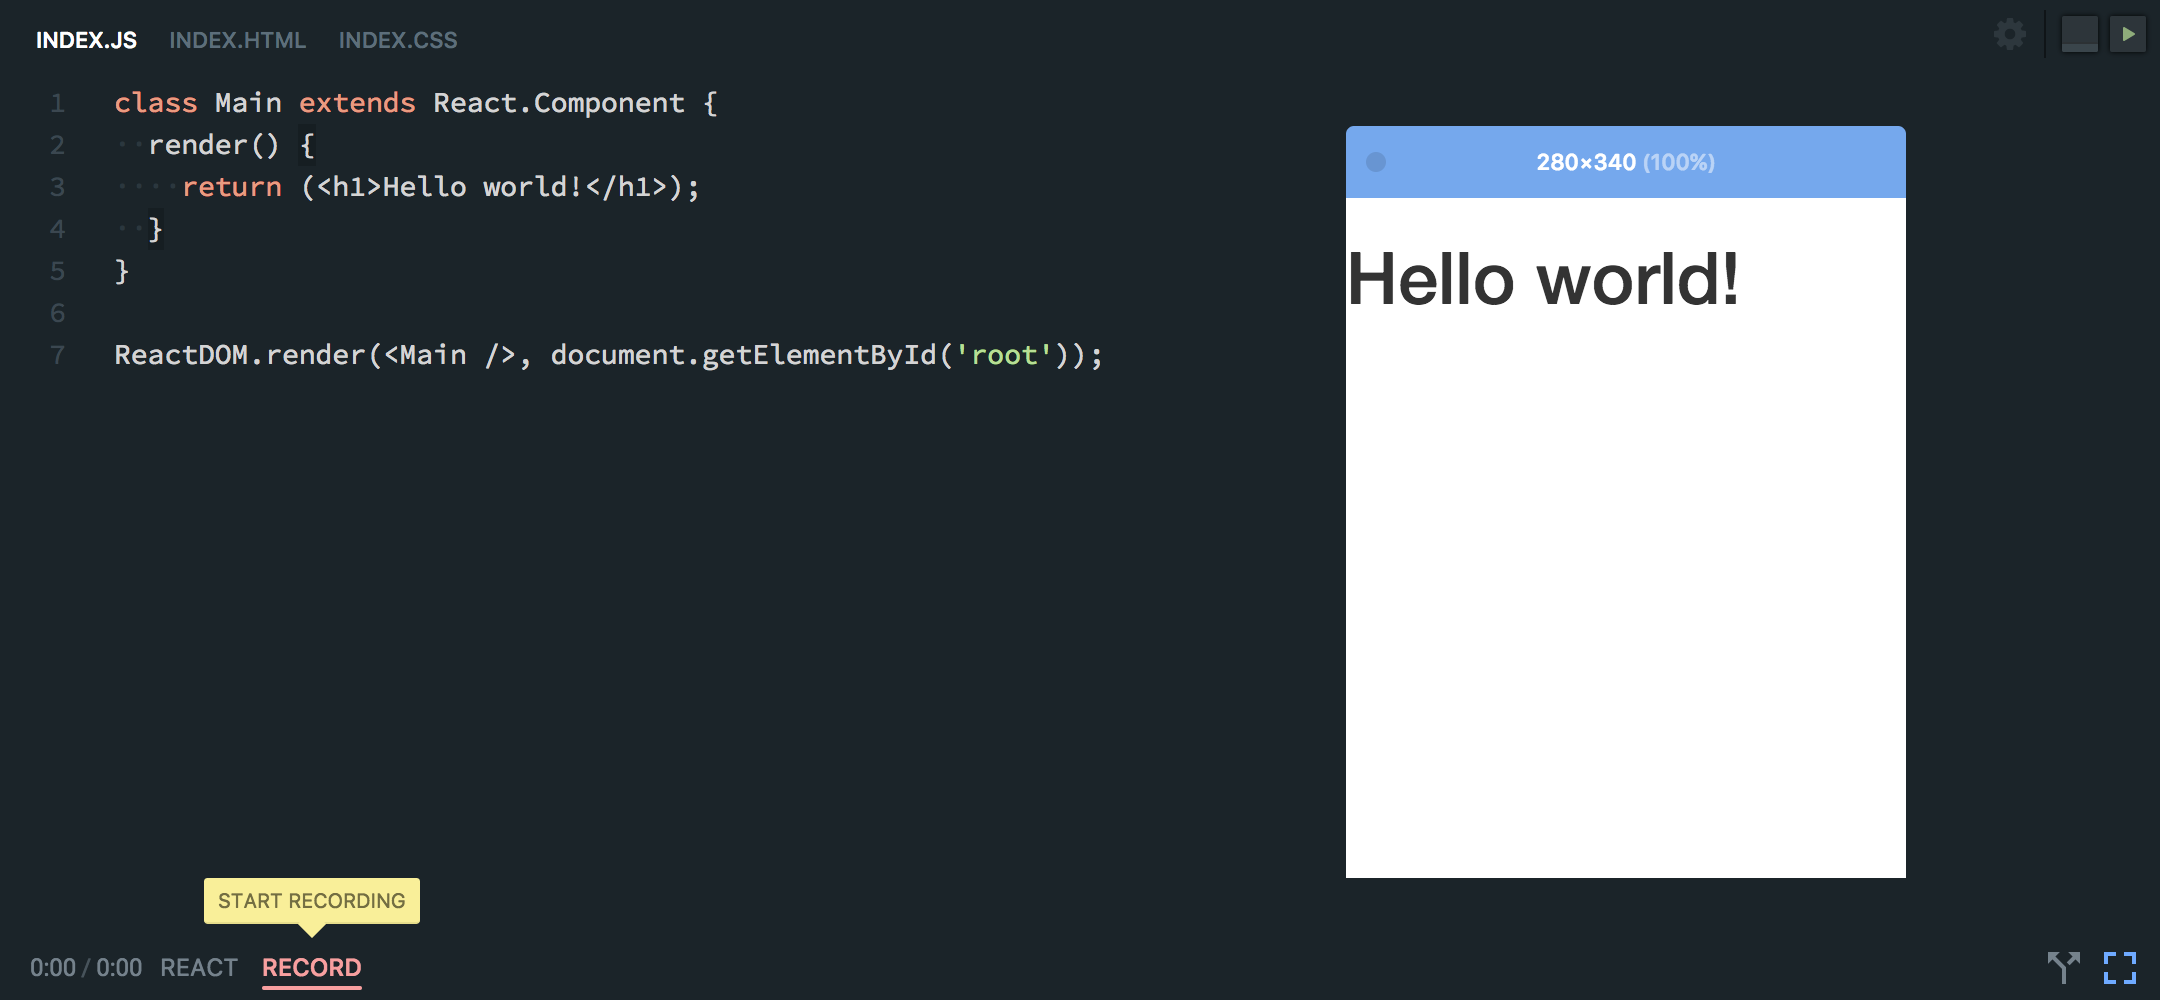 INDEX.JS INDEX.HTML INDEX.CSS
1 class Main extends React.Component {
2 render() {
3 return (<h1>Hello world!</h1>);
4 }
5 }
6
7 ReactDOM.render(<Main />, document.getElementById('root'));
280×340 (100%)
Hello world!
START RECORDING
0:00 / 0:00 REACT RECORD